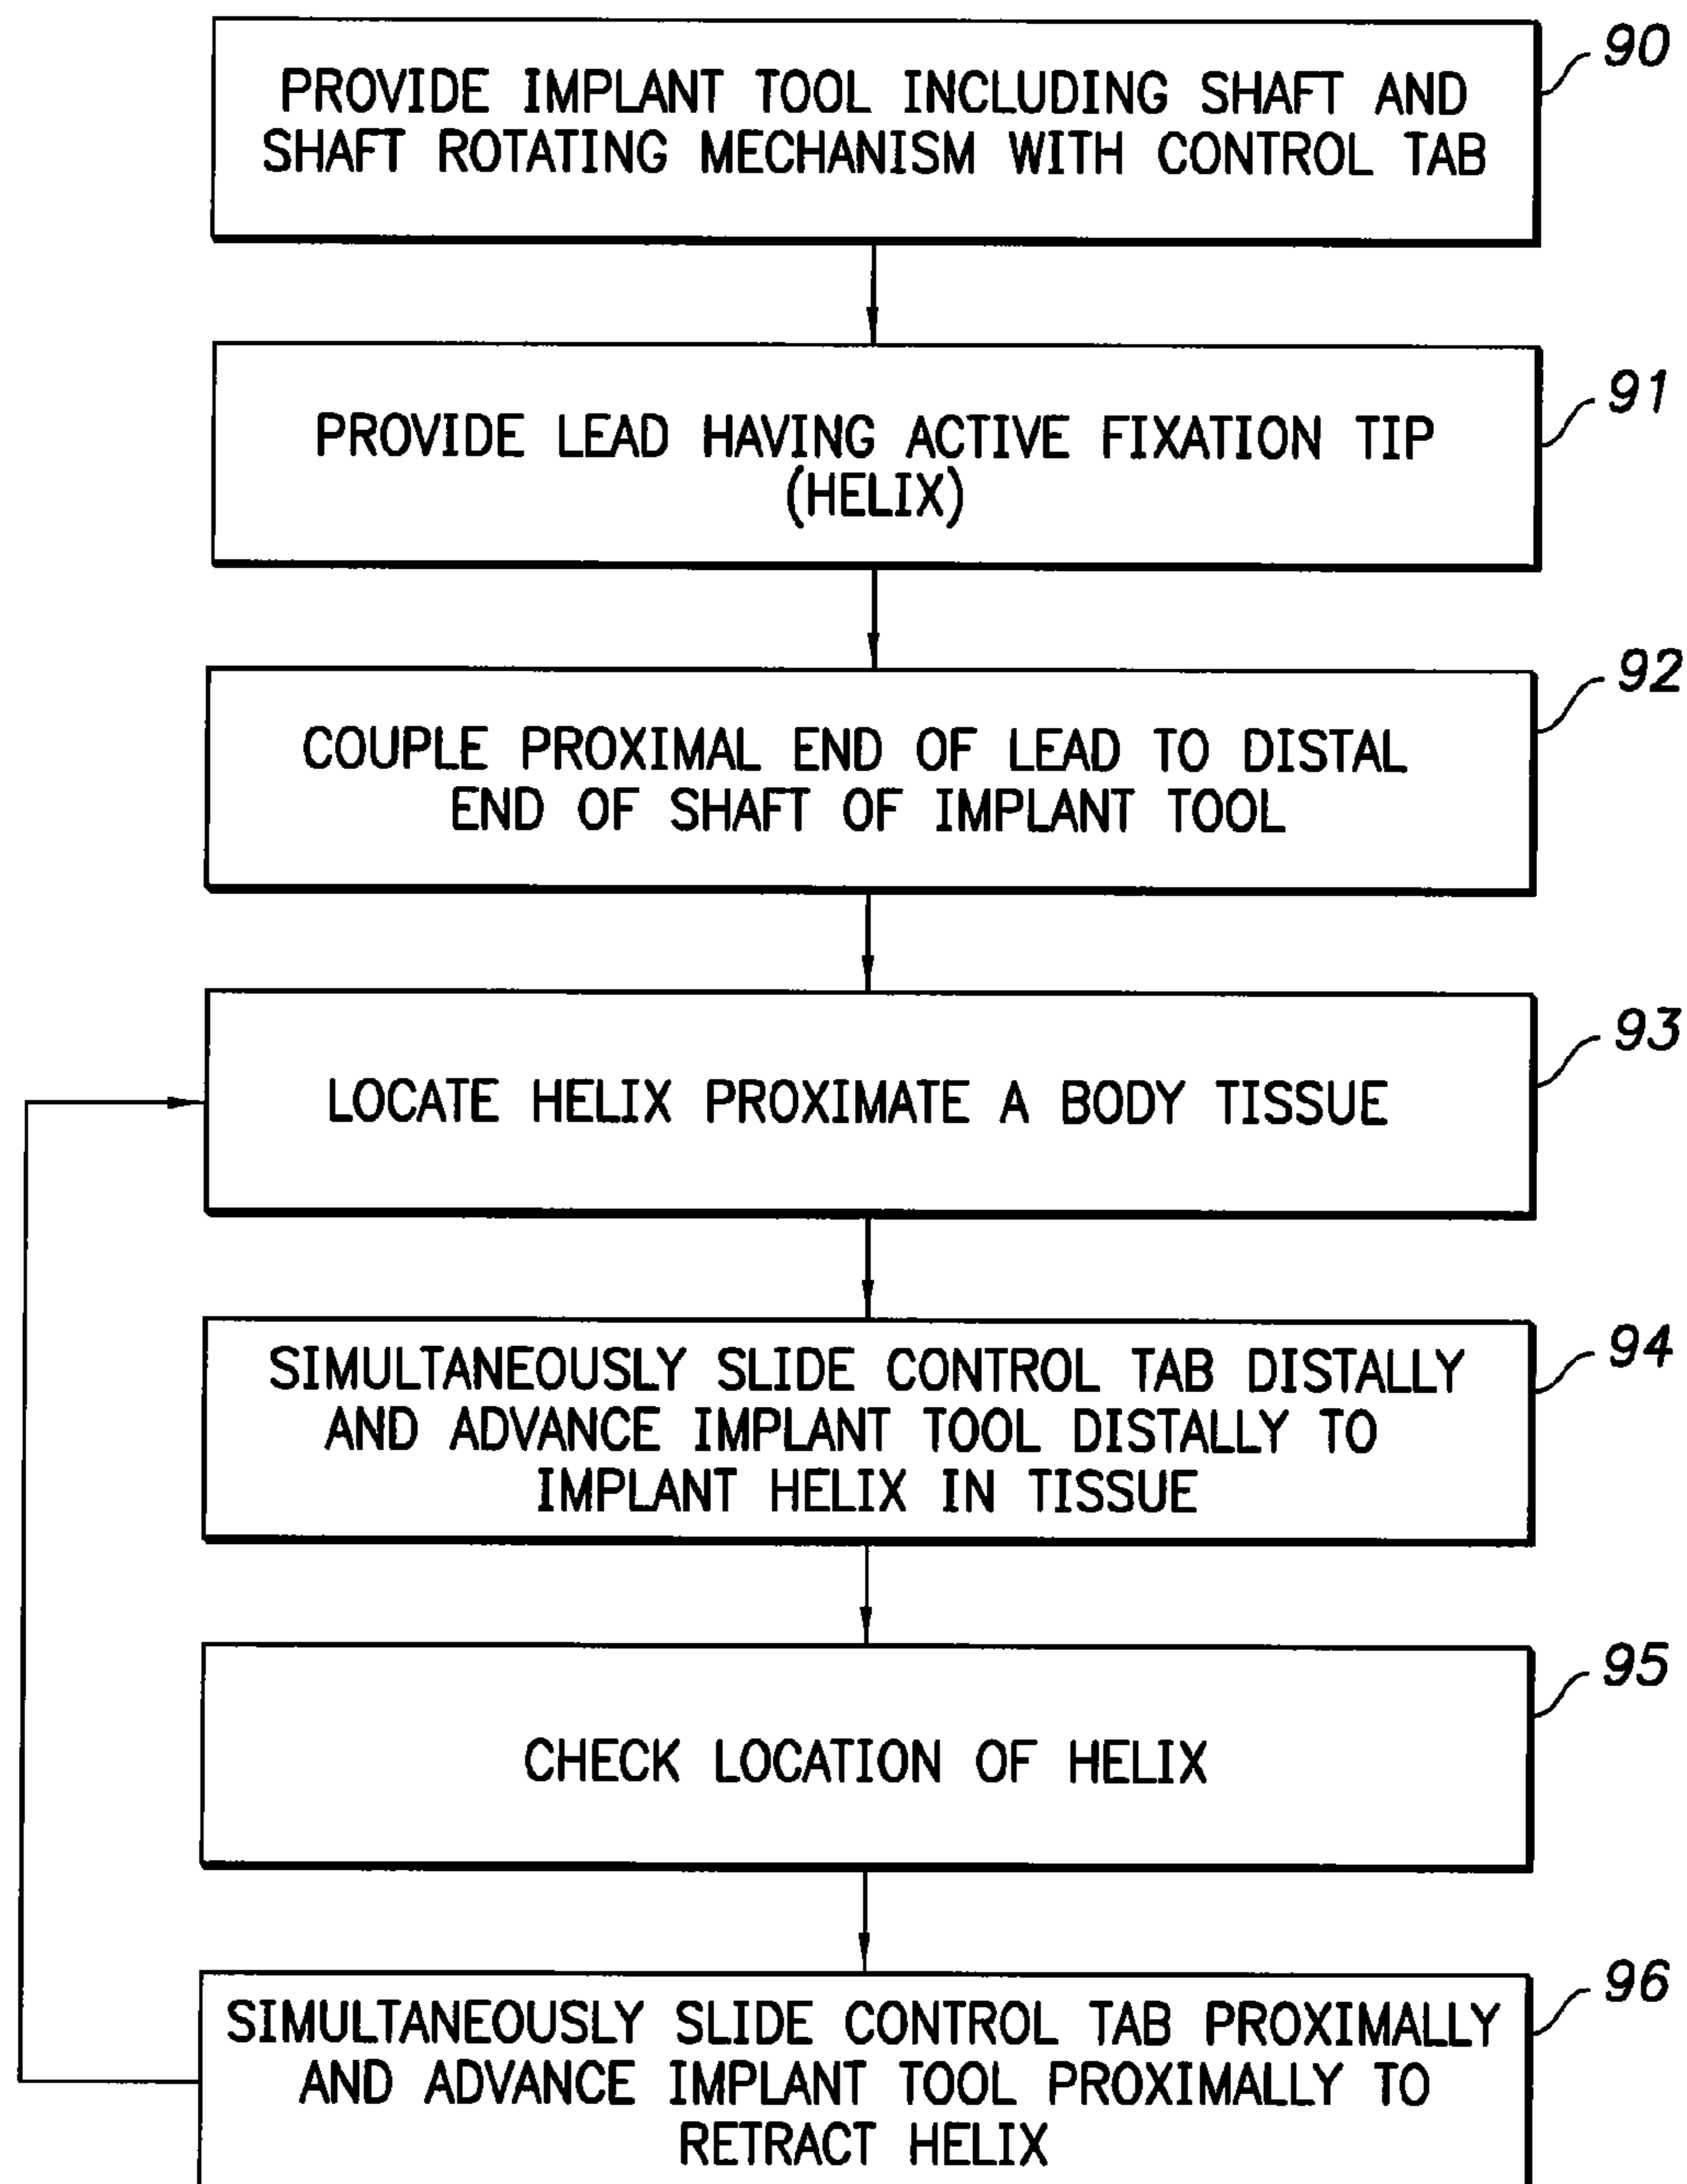 PROVIDE IMPLANT TOOL INCLUDING SHAFT AND
SHAFT ROTATING MECHANISM WITH CONTROL TAB
90
PROVIDE LEAD HAVING ACTIVE FIXATION TIP
(HELIX)
91
COUPLE PROXIMAL END OF LEAD TO DISTAL
END OF SHAFT OF IMPLANT TOOL
92
LOCATE HELIX PROXIMATE A BODY TISSUE
93
SIMULTANEOUSLY SLIDE CONTROL TAB DISTALLY
AND ADVANCE IMPLANT TOOL DISTALLY TO
IMPLANT HELIX IN TISSUE
94
CHECK LOCATION OF HELIX
95
SIMULTANEOUSLY SLIDE CONTROL TAB PROXIMALLY
AND ADVANCE IMPLANT TOOL PROXIMALLY TO
RETRACT HELIX
96